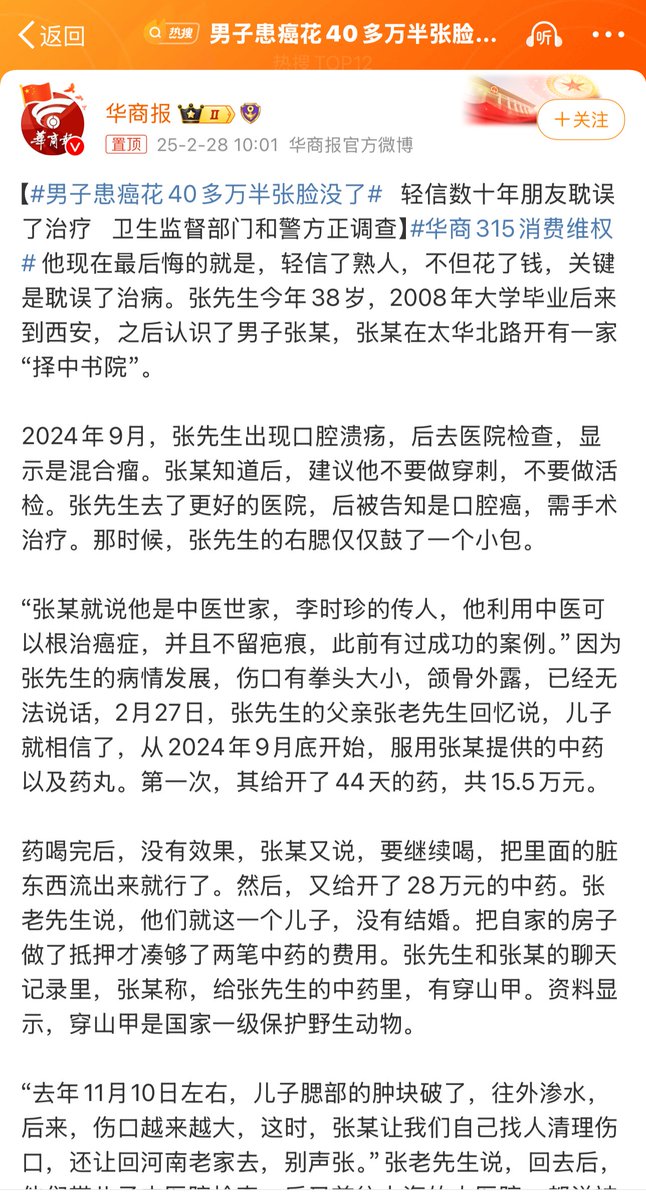 返回
热搜
男子患癌花40多万半张脸...
听
热搜TOP12
华商报
华商报 II
+关注
置顶 25-2-28 10:01 华商报官方微博
【#男子患癌花40多万半张脸没了# 轻信数十年朋友耽误
了治疗 卫生监督部门和警方正调查】#华商315消费维权
# 他现在最后悔的就是，轻信了熟人，不但花了钱，关键
是耽误了治病。张先生今年38岁，2008年大学毕业后来
到西安，之后认识了男子张某，张某在太华北路开有一家
“择中书院”。
2024年9月，张先生出现口腔溃疡，后去医院检查，显
示是混合瘤。张某知道后，建议他不要做穿刺，不要做活
检。张先生去了更好的医院，后被告知是口腔癌，需手术
治疗。那时候，张先生的右腮仅仅鼓了一个小包。
“张某就说他是中医世家，李时珍的传人，他利用中医可
以根治癌症，并且不留疤痕，此前有过成功的案例。”因为
张先生的病情发展，伤口有拳头大小，颌骨外露，已经无
法说话，2月27日，张先生的父亲张老先生回忆说，儿子
就相信了，从2024年9月底开始，服用张某提供的中药
以及药丸。第一次，其给开了44天的药，共15.5万元。
药喝完后，没有效果，张某又说，要继续喝，把里面的脏
东西流出来就行了。然后，又给开了28万元的中药。张
老先生说，他们就这一个儿子，没有结婚。把自家的房子
做了抵押才凑够了两笔中药的费用。张先生和张某的聊天
记录里，张某称，给张先生的中药里，有穿山甲。资料显
示，穿山甲是国家一级保护野生动物。
“去年11月10日左右，儿子腮部的肿块破了，往外渗水，
后来，伤口越来越大，这时，张某让我们自己找人清理伤
口，还让回河南老家去，别声张。”张老先生说，回去后，